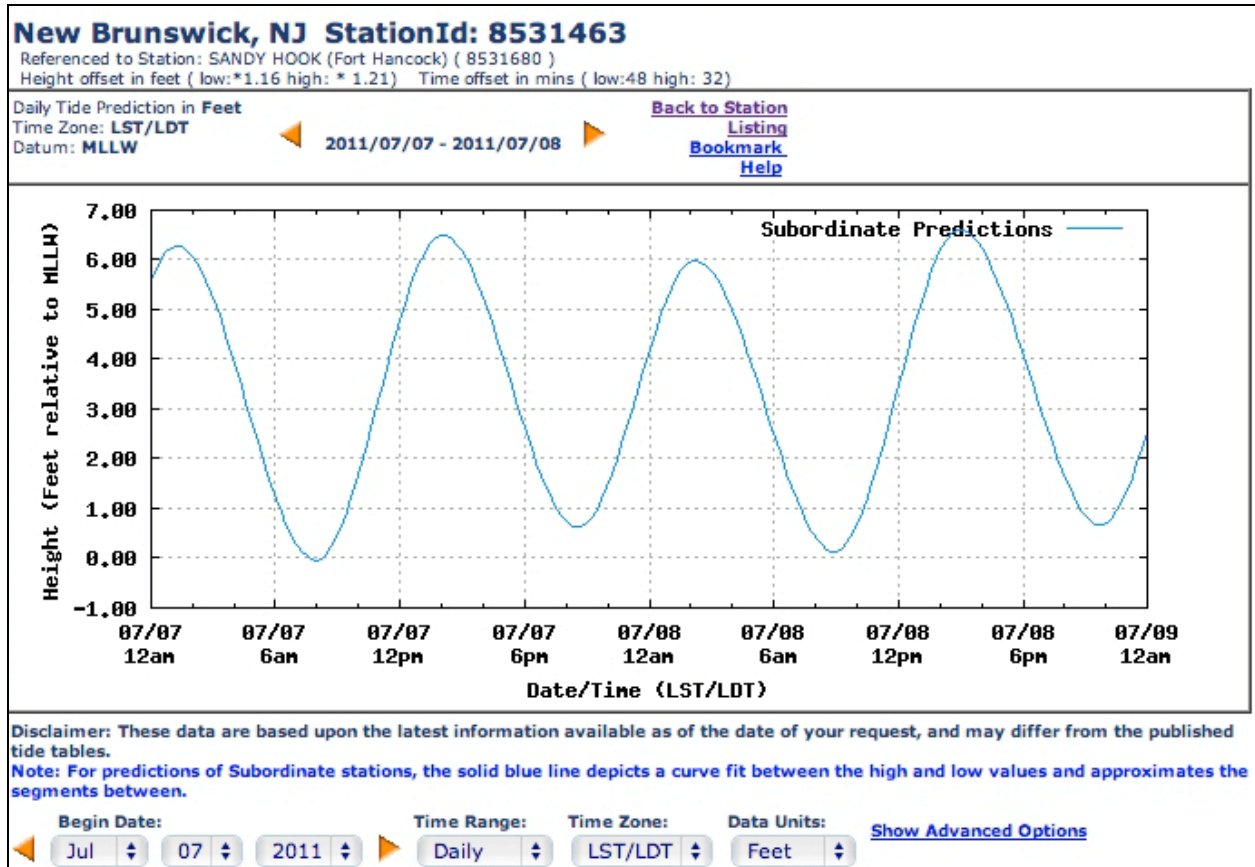 New Brunswick, NJ StationId: 8531463
Referenced to Station: SANDY HOOK (Fort Hancock) ( 8531680 )
Height offset in feet ( low:*1.16 high: * 1.21) Time offset in mins ( low:48 high: 32)
Daily Tide Prediction in Feet
Time Zone: LST/LDT
Datum: MLLW
2011/07/07 - 2011/07/08
Back to Station
Listing
Bookmark
Help
Subordinate Predictions
Height (Feet relative to MLLW)
7.00
6.00
5.00
4.00
3.00
2.00
1.00
0.00
-1.00
07/07 07/07 07/07 07/07 07/08 07/08 07/08 07/08 07/09
12am 6am 12pm 6pm 12am 6am 12pm 6pm 12am
Date/Time (LST/LDT)
Disclaimer: These data are based upon the latest information available as of the date of your request, and may differ from the published
tide tables.
Note: For predictions of Subordinate stations, the solid blue line depicts a curve fit between the high and low values and approximates the
segments between.
Begin Date: Time Range: Time Zone: Data Units:
Jul 07 2011 Daily LST/LDT Feet Show Advanced Options